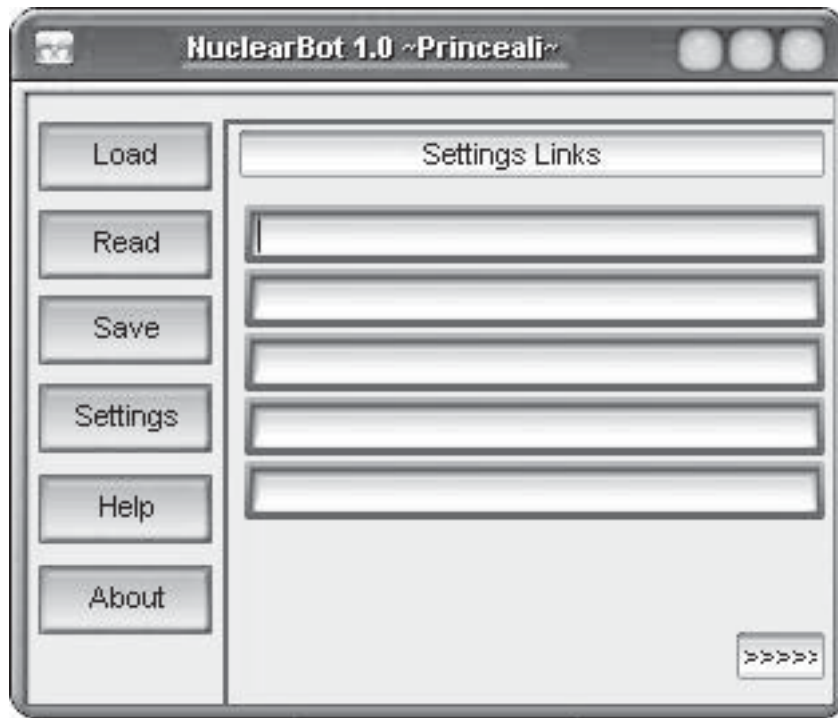 NuclearBot 1.0 ~Princeali~
Load
Read
Save
Settings
Help
About
Settings Links
>>>>>